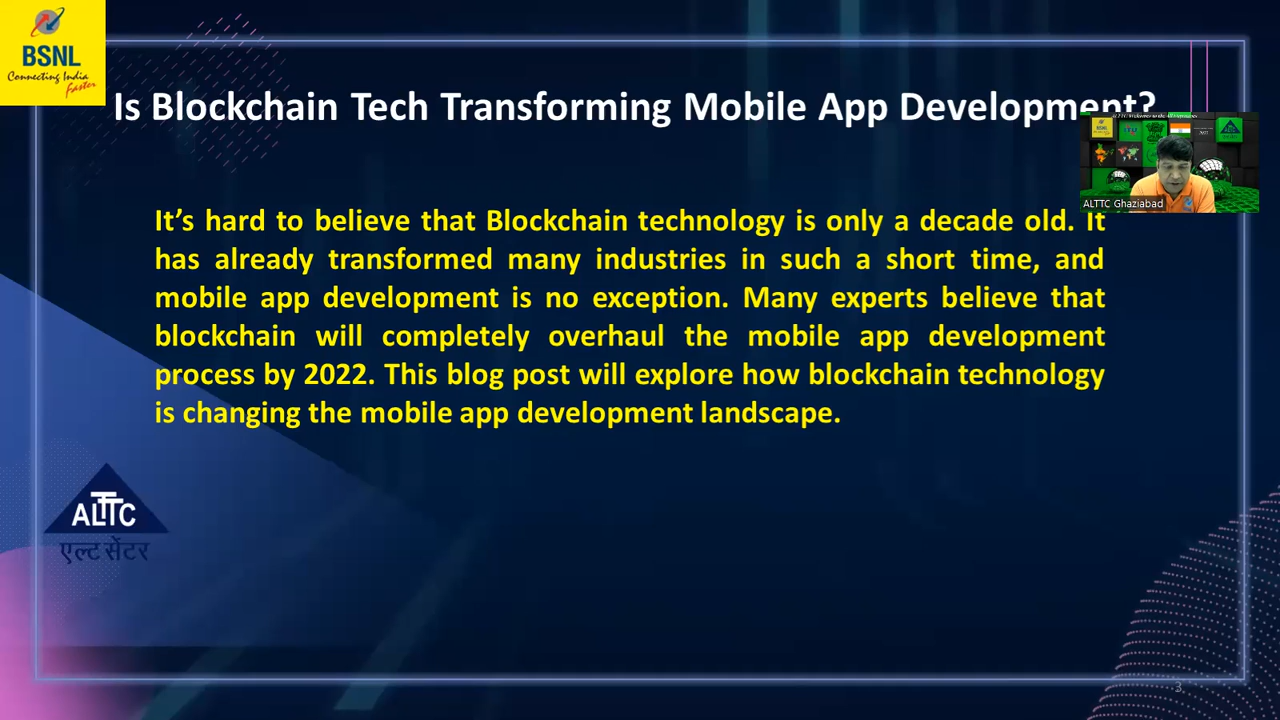 BSNL
Connecting India
Faster
Is Blockchain Tech Transforming Mobile App Development?
It’s hard to believe that Blockchain technology is only a decade old. It
has already transformed many industries in such a short time, and
mobile app development is no exception. Many experts believe that
blockchain will completely overhaul the mobile app development
process by 2022. This blog post will explore how blockchain technology
is changing the mobile app development landscape.
ALTTC Ghaziabad
ALTTC
एल्ट सेंटर
3